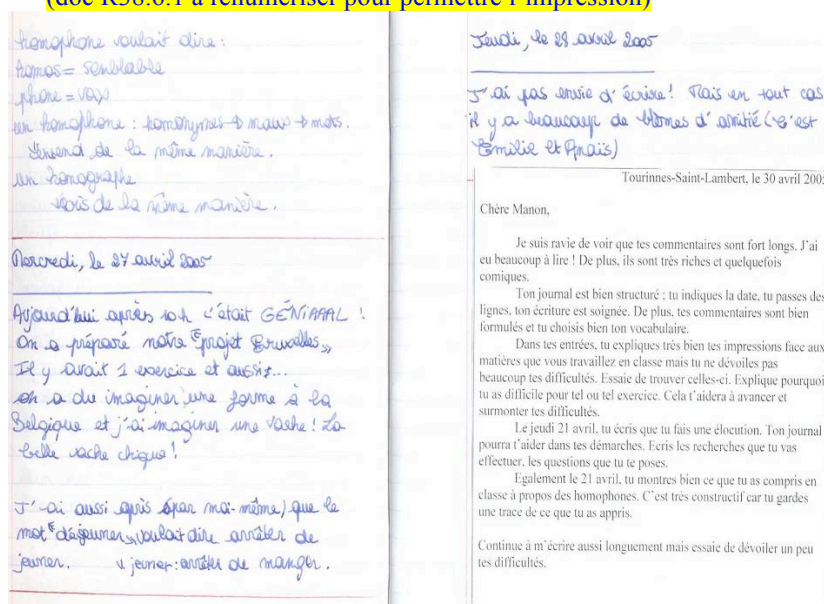 (doc R38.6.1 à renumériser pour permettre l'impression)
homophone voulait dire :
homos = semblable
phone = voix
un homophone : homonymes → maux → mots.
s'entend de la même manière.
un homographe
vois de la même manière.
Mercredi, le 27 avril 2005
Aujourd'hui après 10h c'était GÉNIAAAL !
On a préparé notre "projet Bruxelles"
Il y avait 1 exercice et aussi...
on a du imaginer une forme à la
Belgique et j'ai imaginer une vache ! La
belle vache chique !
J'ai aussi apris (par moi-même) que le
mot "déjeuner" voulait dire arrêter de
jeuner. jeuner : arrêter de manger.
Jeudi, le 28 avril 2005
J'ai pas envie d'écrire ! Mais en tout cas
il y a beaucoup de blèmes d'amitié (c'est
Emilie et Anaïs)
Tourinnes-Saint-Lambert, le 30 avril 2005
Chère Manon,
Je suis ravie de voir que tes commentaires sont fort longs. J'ai
eu beaucoup à lire ! De plus, ils sont très riches et quelquefois
comiques.
Ton journal est bien structuré : tu indiques la date, tu passes des
lignes, ton écriture est soignée. De plus, tes commentaires sont bien
formulés et tu choisis bien ton vocabulaire.
Dans tes entrées, tu expliques très bien tes impressions face aux
matières que vous travaillez en classe mais tu ne dévoiles pas
beaucoup tes difficultés. Essaie de trouver celles-ci. Explique pourquoi
tu as difficile pour tel ou tel exercice. Cela t'aidera à avancer et
surmonter tes difficultés.
Le jeudi 21 avril, tu écris que tu fais une élocution. Ton journal
pourra t'aider dans tes démarches. Ecris les recherches que tu vas
effectuer, les questions que tu te poses.
Egalement le 21 avril, tu montres bien ce que tu as compris en
classe à propos des homophones. C'est très constructif car tu gardes
une trace de ce que tu as appris.
Continue à m'écrire aussi longuement mais essaie de dévoiler un peu
tes difficultés.